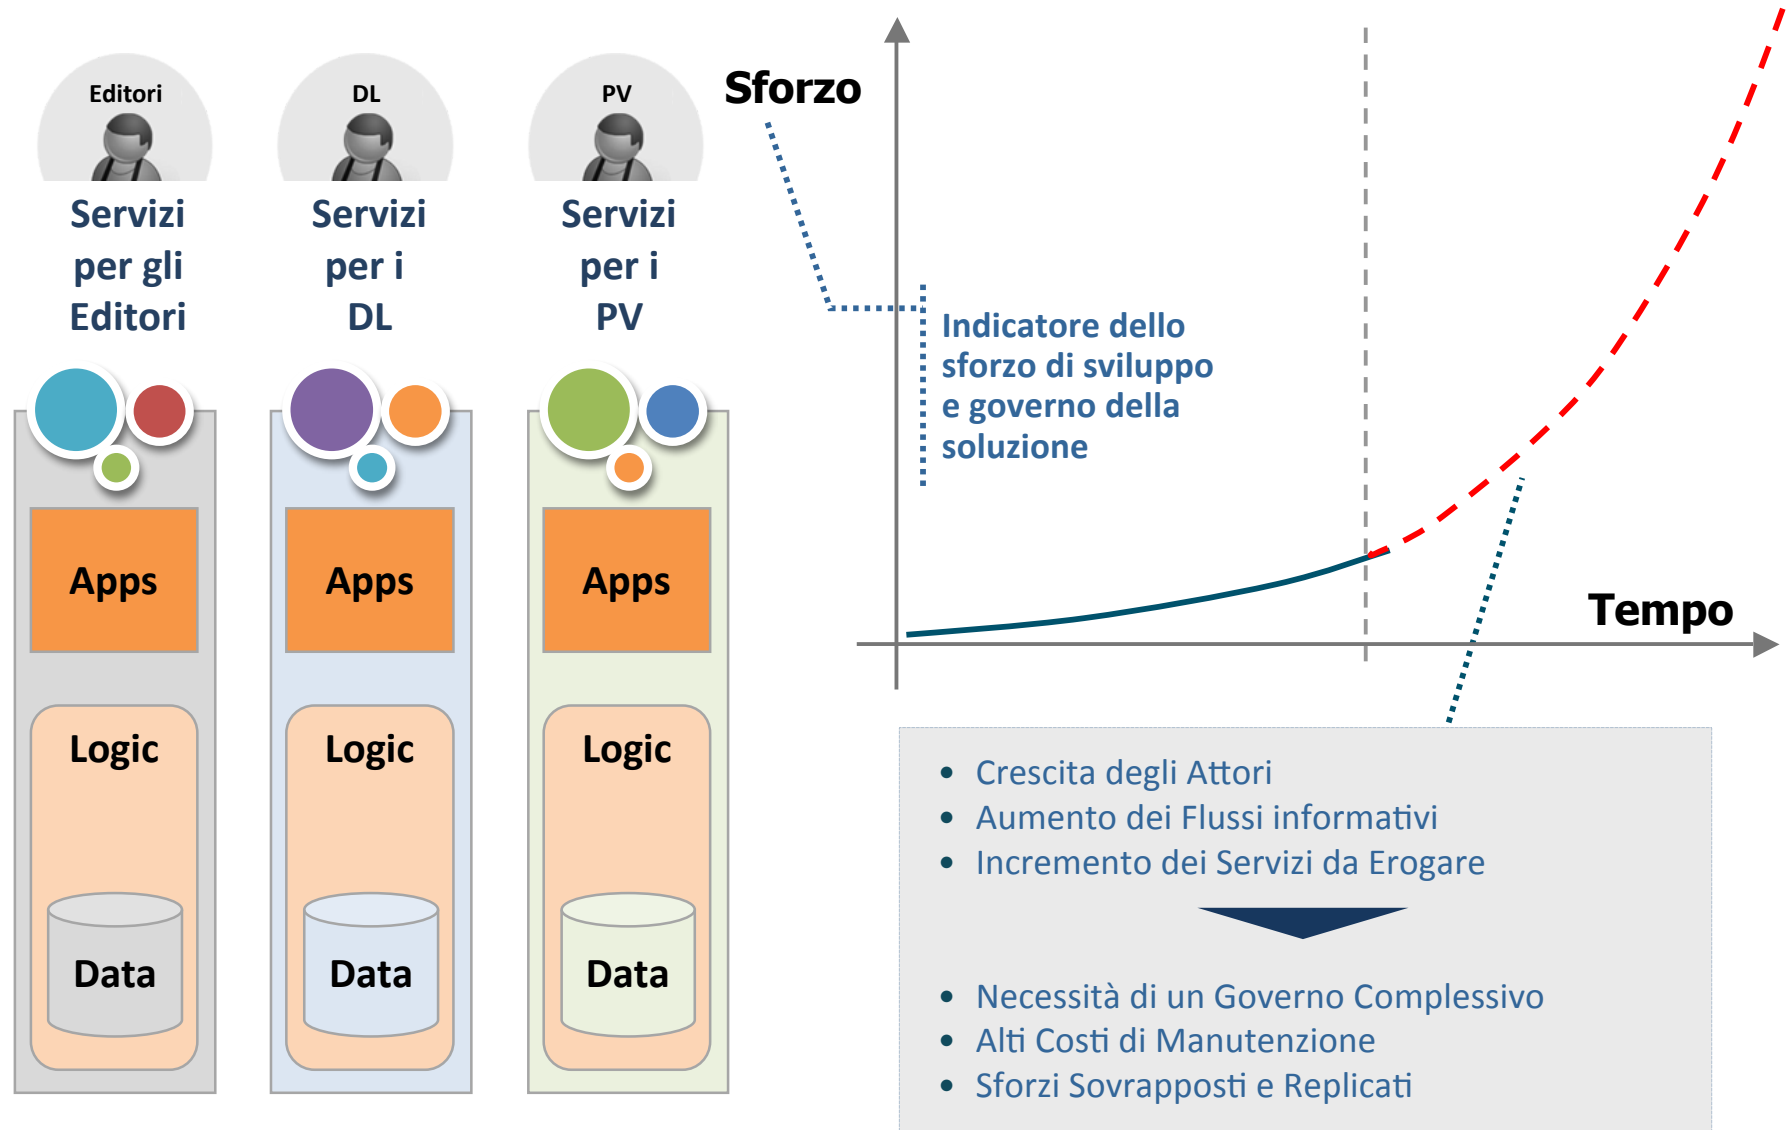 Editori
Servizi
per gli
Editori
Apps
Logic
Data
DL
Servizi
per i
DL
Apps
Logic
Data
PV
Servizi
per i
PV
Apps
Logic
Data
Sforzo
Indicatore dello
sforzo di sviluppo
e governo della
soluzione
Tempo
• Crescita degli Attori
• Aumento dei Flussi informativi
• Incremento dei Servizi da Erogare
• Necessità di un Governo Complessivo
• Alti Costi di Manutenzione
• Sforzi Sovrapposti e Replicati